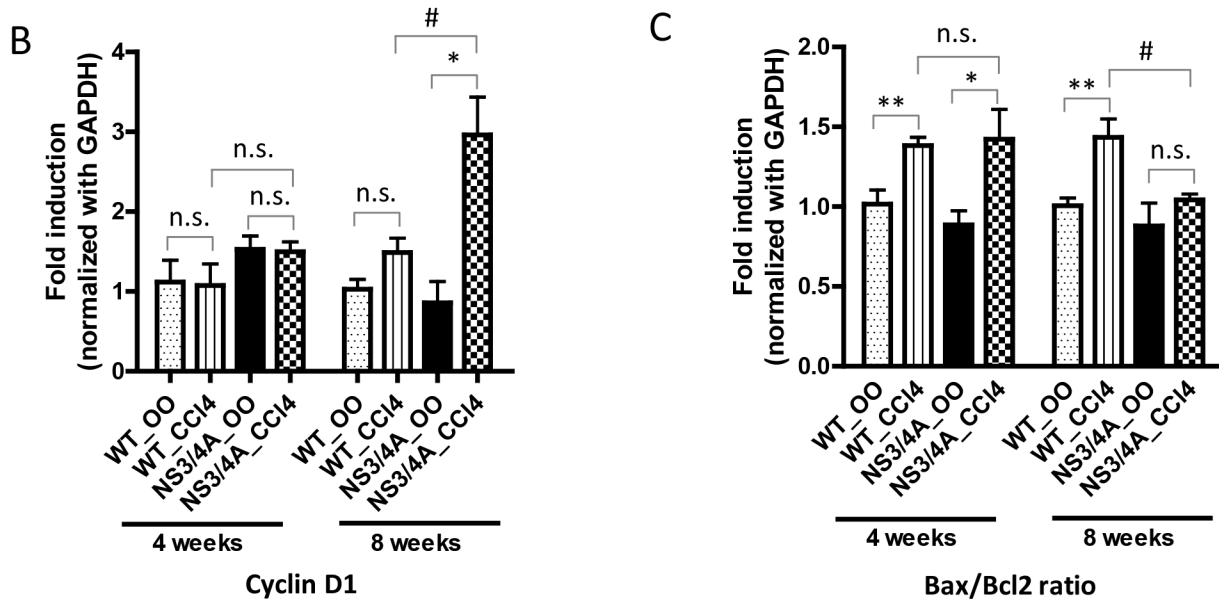 B
Fold induction
(normalized with GAPDH)
4
3
2
1
0
#
*
n.s.
n.s.
n.s.
n.s.
WT_OO
WT_CCl4
NS3/4A_OO
NS3/4A_CCl4
WT_OO
WT_CCl4
NS3/4A_OO
NS3/4A_CCl4
4 weeks
8 weeks
Cyclin D1
C
Fold induction
(normalized with GAPDH)
2.0
1.5
1.0
0.5
0.0
n.s.
#
**
*
**
n.s.
WT_OO
WT_CCl4
NS3/4A_OO
NS3/4A_CCl4
WT_OO
WT_CCl4
NS3/4A_OO
NS3/4A_CCl4
4 weeks
8 weeks
Bax/Bcl2 ratio